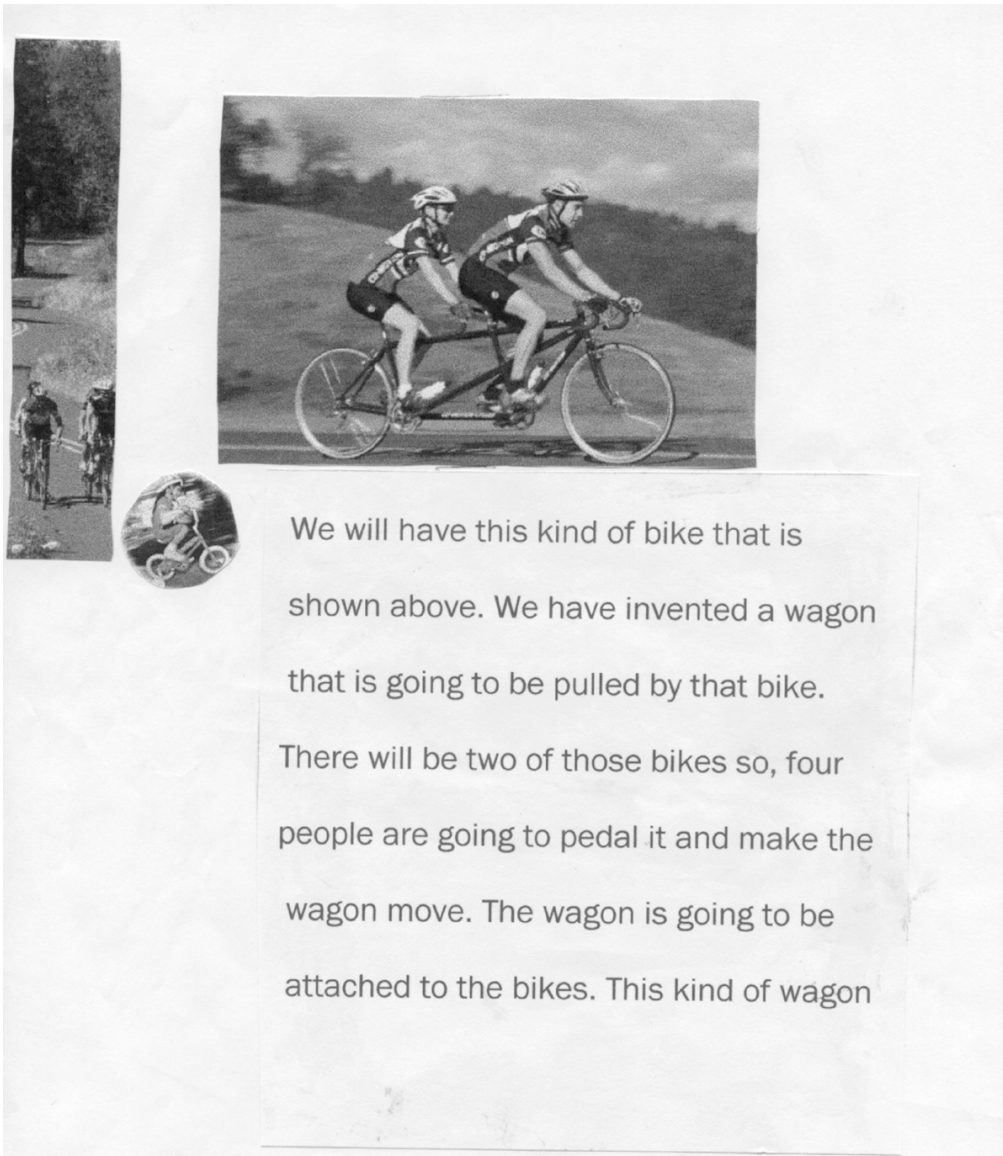 We will have this kind of bike that is
shown above. We have invented a wagon
that is going to be pulled by that bike.
There will be two of those bikes so, four
people are going to pedal it and make the
wagon move. The wagon is going to be
attached to the bikes. This kind of wagon